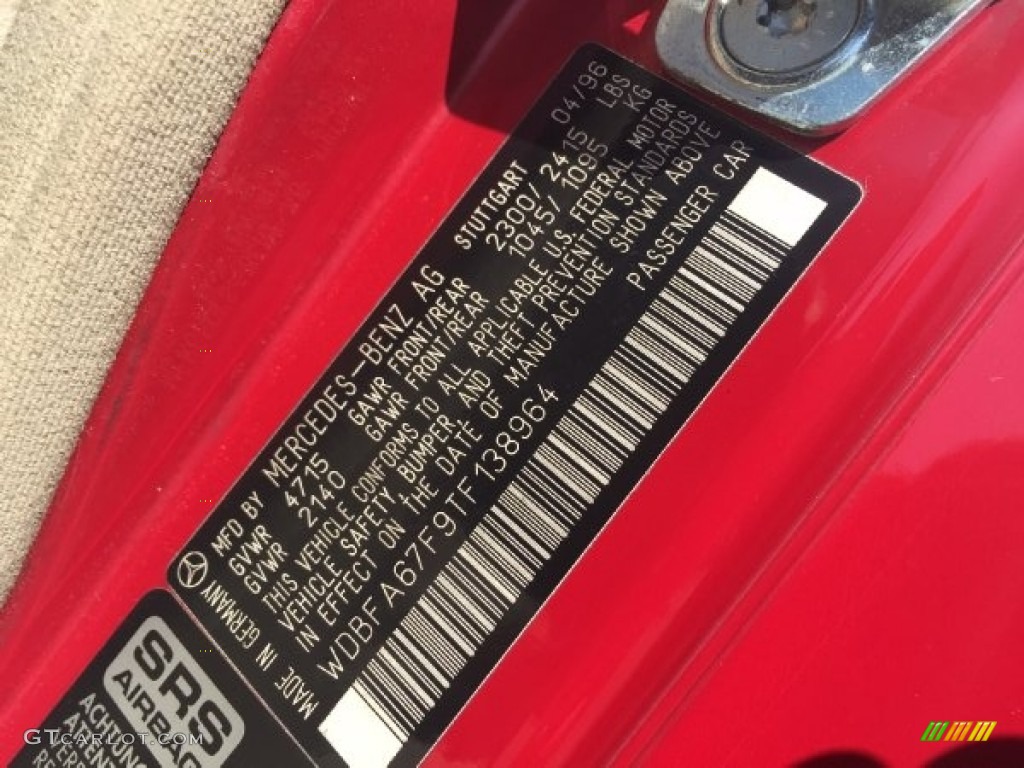 MFD BY MERCEDES-BENZ AG STUTTGART 04/96
GVWR 4715 GAWR FRONT/REAR 2300/2415 LBS
GVWR 2140 GAWR FRONT/REAR 1045/1095 KG
THIS VEHICLE CONFORMS TO ALL APPLICABLE U.S. FEDERAL MOTOR
VEHICLE SAFETY, BUMPER AND THEFT PREVENTION STANDARDS
IN EFFECT ON THE DATE OF MANUFACTURE SHOWN ABOVE
WDBFA67F9TF138964 PASSENGER CAR
MADE IN GERMANY
SRS
AIRBAG
ACHTUNG
GTCarLot.com